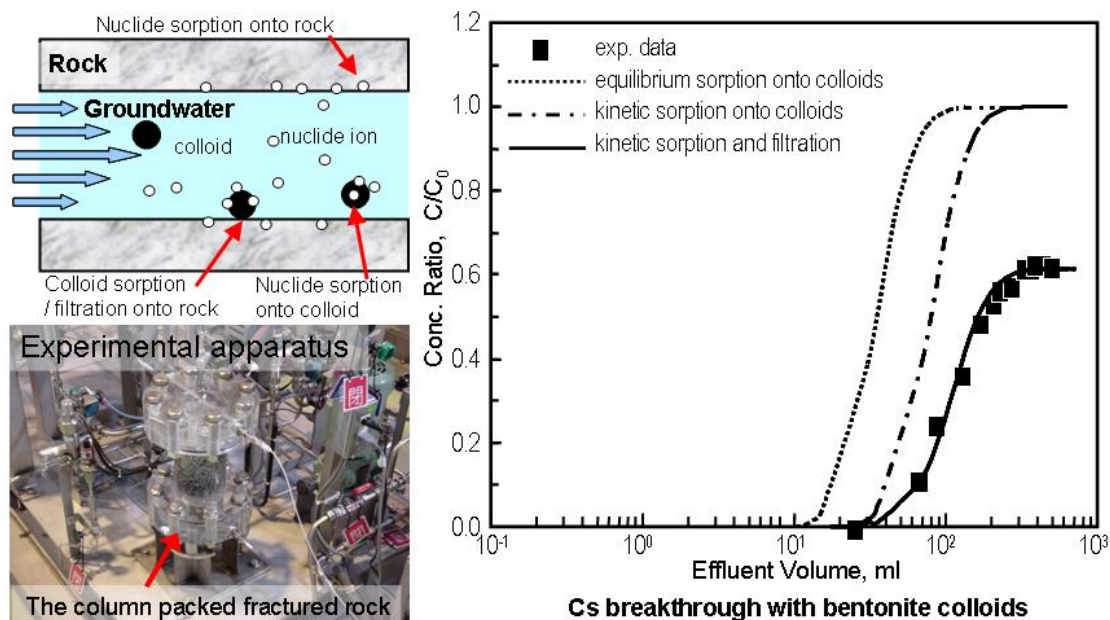 Nuclide sorption onto rock
Rock
Groundwater
colloid
nuclide ion
Colloid sorption
/ filtration onto rock
Nuclide sorption
onto colloid
Experimental apparatus
閉
The column packed fractured rock
1.2
1.0
0.8
0.6
0.4
0.2
0.0
Conc. Ratio, C/C₀
exp. data
equilibrium sorption onto colloids
kinetic sorption onto colloids
kinetic sorption and filtration
10⁻¹
10⁰
10¹
10²
10³
Effluent Volume, ml
Cs breakthrough with bentonite colloids